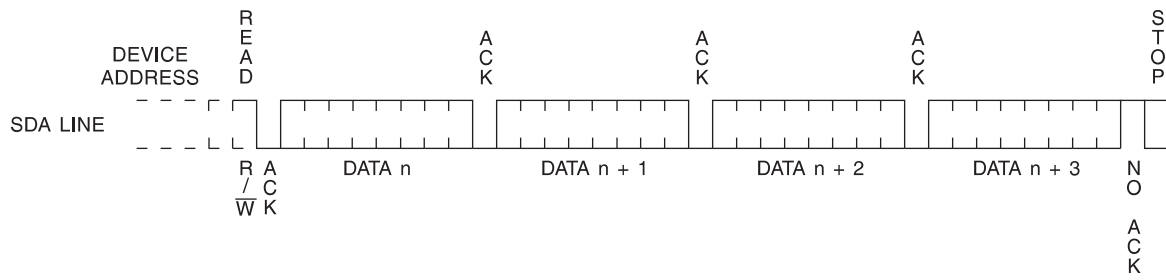 READ
ACK
ACK
ACK
STOP
DEVICE
ADDRESS
SDA LINE
R/W
ACK
DATA n
DATA n + 1
DATA n + 2
DATA n + 3
NO ACK